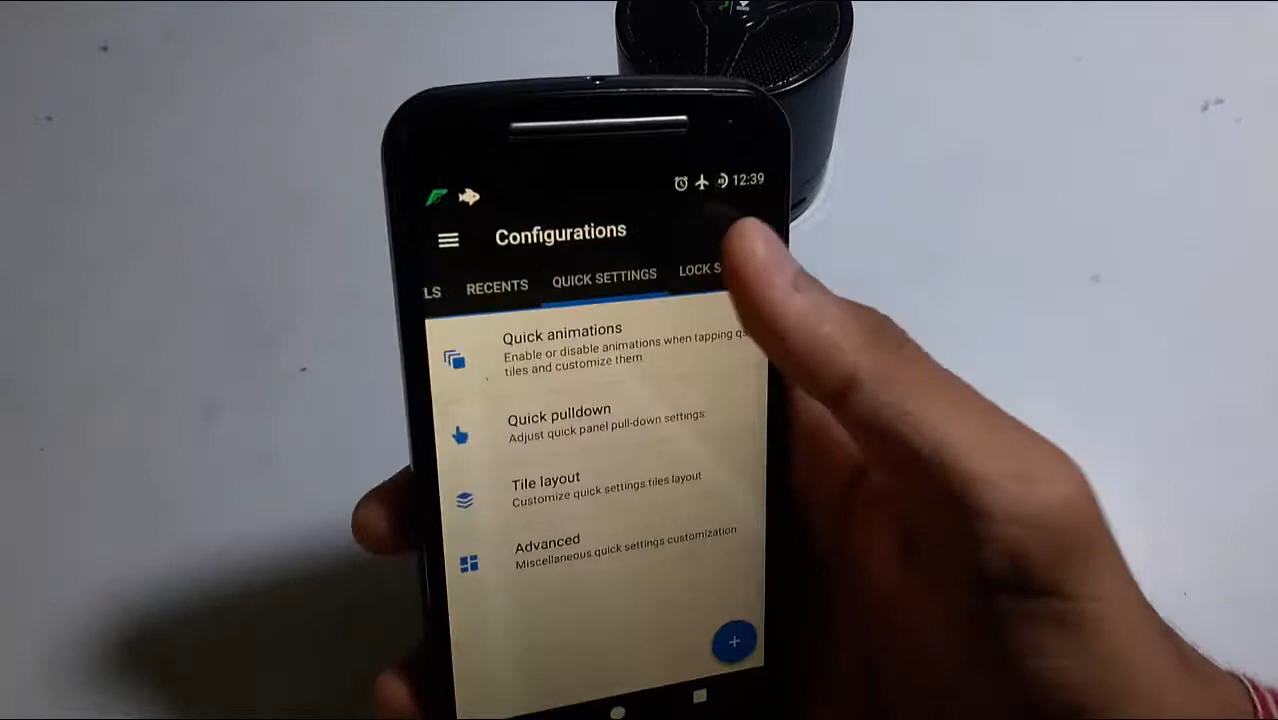 12:39
Configurations
LS RECENTS QUICK SETTINGS LOCK S
Quick animations
Enable or disable animations when tapping qs
tiles and customize them
Quick pulldown
Adjust quick panel pull-down settings
Tile layout
Customize quick settings tiles layout
Advanced
Miscellaneous quick settings customization